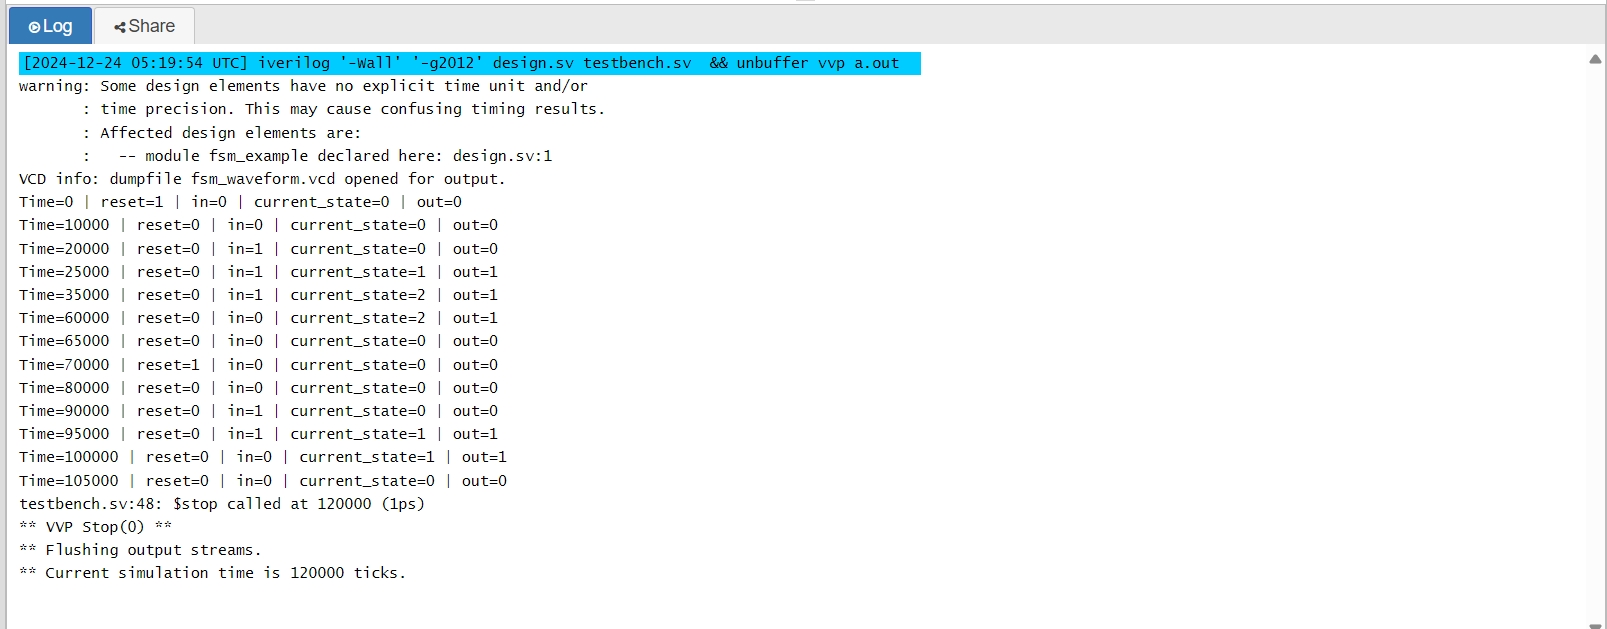 Log
Share
[2024-12-24 05:19:54 UTC] iverilog '-Wall' '-g2012' design.sv testbench.sv  && unbuffer vvp a.out
warning: Some design elements have no explicit time unit and/or
       : time precision. This may cause confusing timing results.
       : Affected design elements are:
       :   -- module fsm_example declared here: design.sv:1
VCD info: dumpfile fsm_waveform.vcd opened for output.
Time=0 | reset=1 | in=0 | current_state=0 | out=0
Time=10000 | reset=0 | in=0 | current_state=0 | out=0
Time=20000 | reset=0 | in=1 | current_state=0 | out=0
Time=25000 | reset=0 | in=1 | current_state=1 | out=1
Time=35000 | reset=0 | in=1 | current_state=2 | out=1
Time=60000 | reset=0 | in=0 | current_state=2 | out=1
Time=65000 | reset=0 | in=0 | current_state=0 | out=0
Time=70000 | reset=1 | in=0 | current_state=0 | out=0
Time=80000 | reset=0 | in=0 | current_state=0 | out=0
Time=90000 | reset=0 | in=1 | current_state=0 | out=0
Time=95000 | reset=0 | in=1 | current_state=1 | out=1
Time=100000 | reset=0 | in=0 | current_state=1 | out=1
Time=105000 | reset=0 | in=0 | current_state=0 | out=0
testbench.sv:48: $stop called at 120000 (1ps)
** VVP Stop(0) **
** Flushing output streams.
** Current simulation time is 120000 ticks.